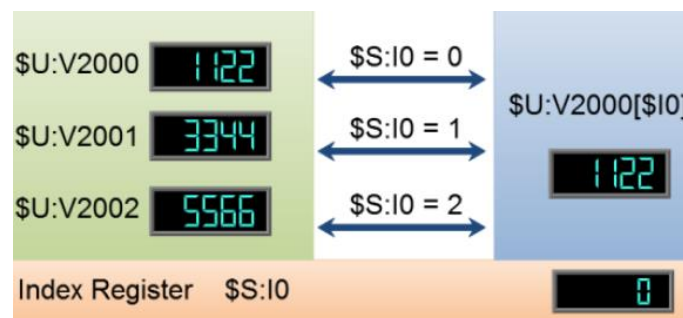 $U:V2000 1122 $S:I0 = 0
$U:V2000[$I0]
$U:V2001 3344 $S:I0 = 1
1122
$U:V2002 5566 $S:I0 = 2
Index Register $S:I0 0